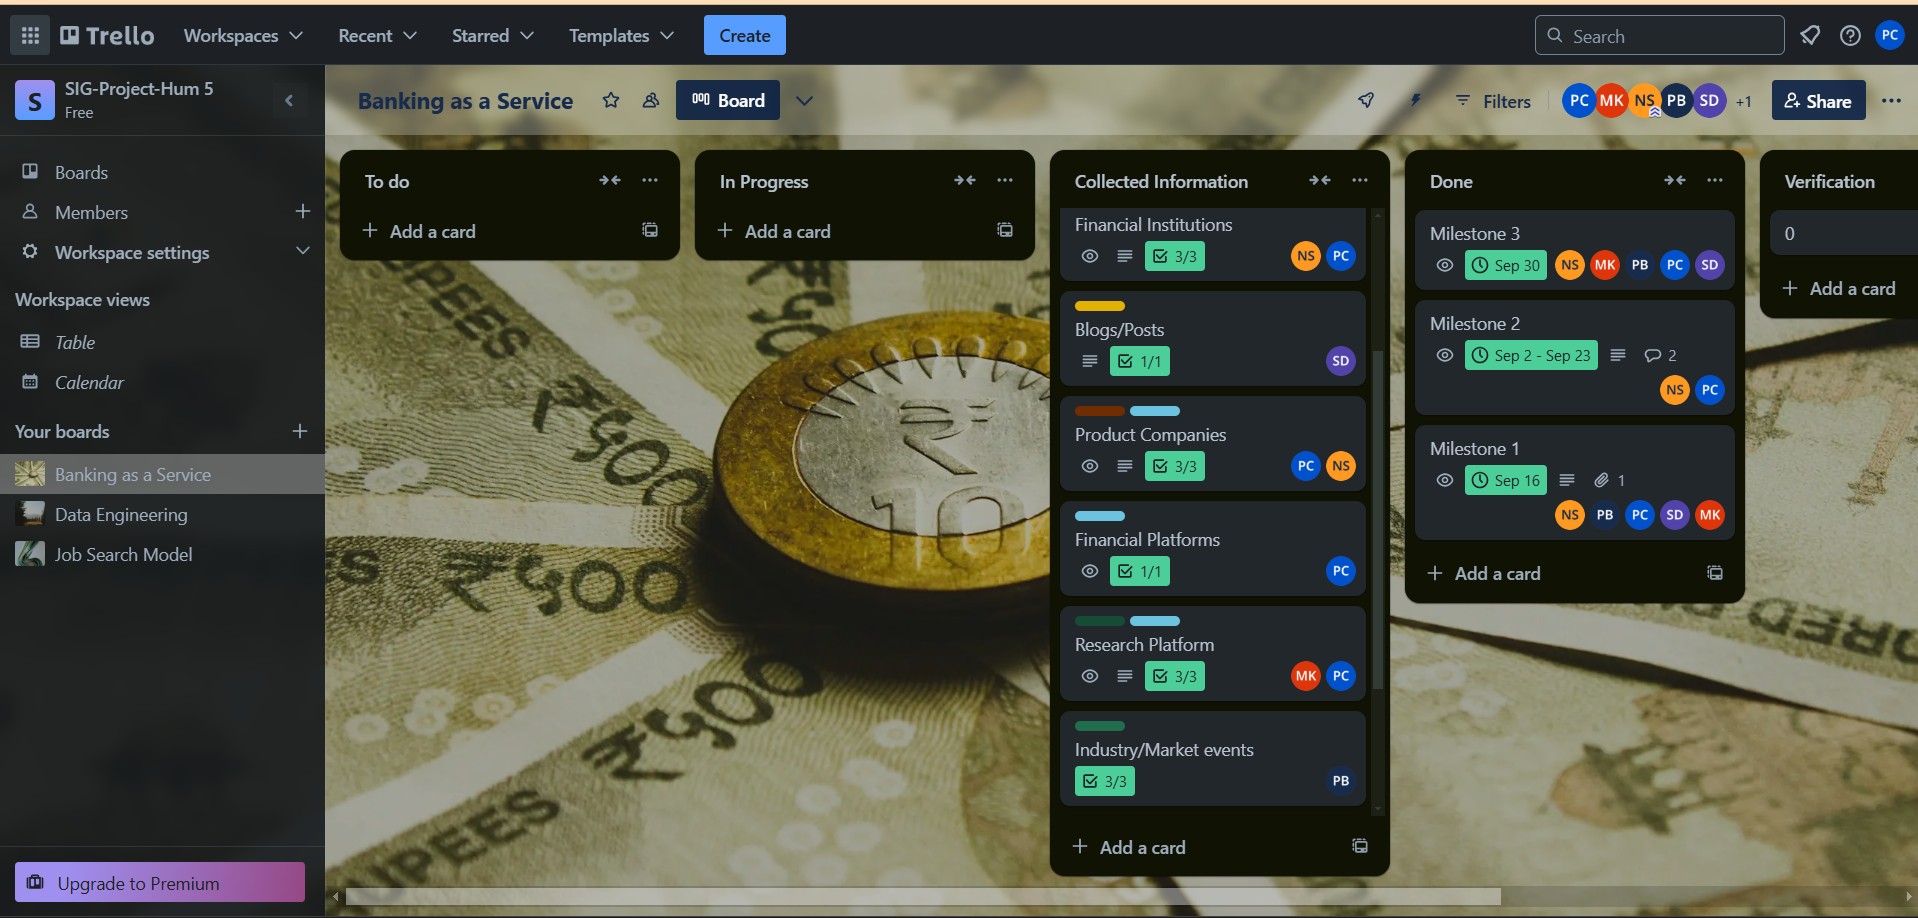 Trello
Workspaces
Recent
Starred
Templates
Create
Search
PC
S
SIG-Project-Hum 5
Free
Boards
Members
Workspace settings
Workspace views
Table
Calendar
Your boards
Banking as a Service
Data Engineering
Job Search Model
Upgrade to Premium
Banking as a Service
Board
Filters
PC MK NS PB SD +1
Share
To do
+ Add a card
In Progress
+ Add a card
Collected Information
Financial Institutions
3/3 NS PC
Blogs/Posts
1/1 SD
Product Companies
3/3 PC NS
Financial Platforms
1/1 PC
Research Platform
3/3 MK PC
Industry/Market events
3/3 PB
+ Add a card
Done
Milestone 3
Sep 30 NS MK PB PC SD
Milestone 2
Sep 2 - Sep 23 2
NS PC
Milestone 1
Sep 16 1
NS PB PC SD MK
+ Add a card
Verification
0
+ Add a card
₹500
₹500
₹500
₹
10
RUPEES